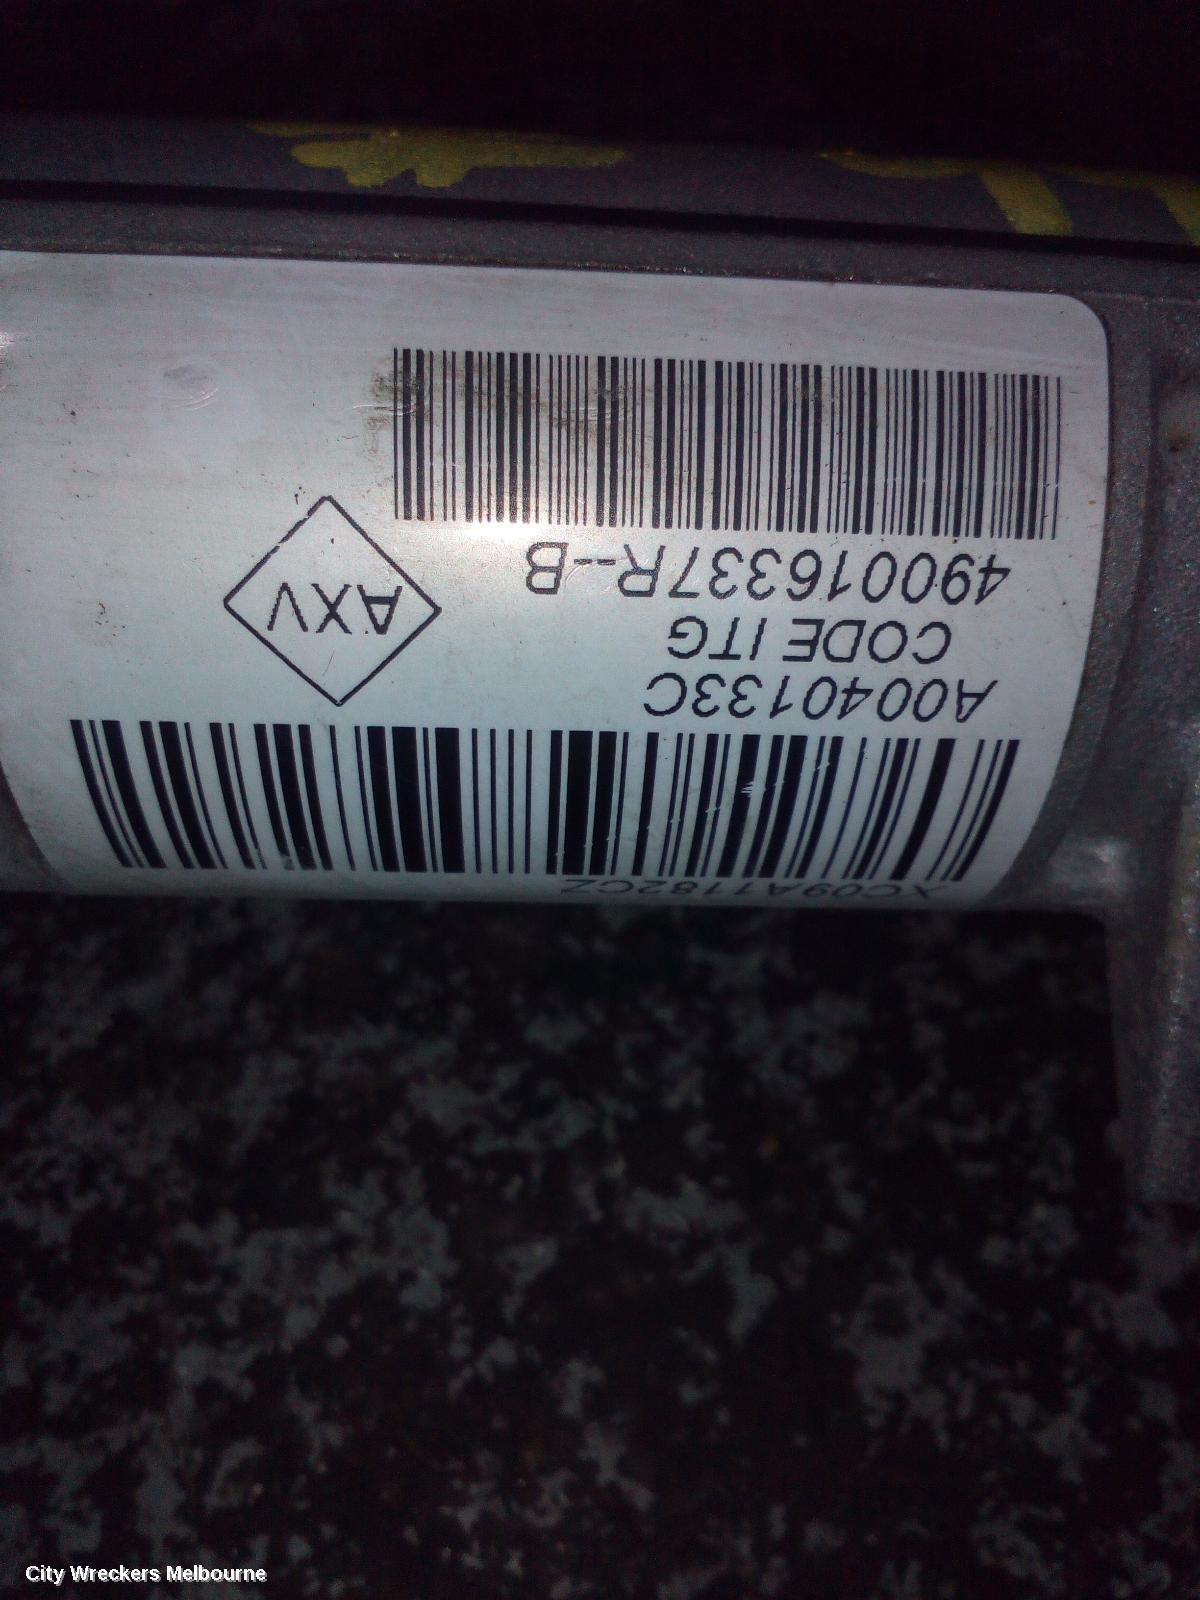 XC09A1182CZ
A0040133C
CODE ITG
490016337R--B
AXV
City Wreckers Melbourne